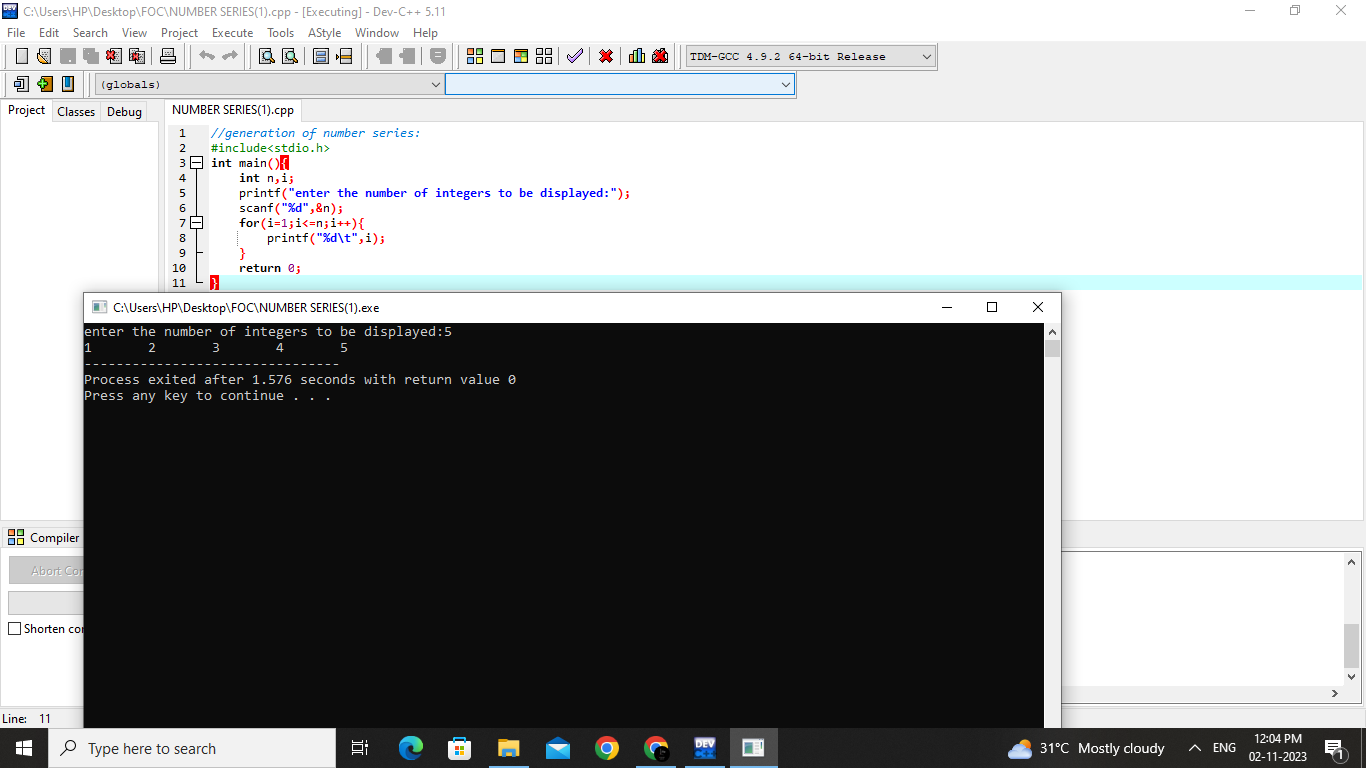 C:\Users\HP\Desktop\FOC\NUMBER SERIES(1).cpp - [Executing] - Dev-C++ 5.11
File Edit Search View Project Execute Tools AStyle Window Help
TDM-GCC 4.9.2 64-bit Release
(globals)
Project Classes Debug
NUMBER SERIES(1).cpp
1 //generation of number series:
2 #include<stdio.h>
3 int main(){
4 int n,i;
5 printf("enter the number of integers to be displayed:");
6 scanf("%d",&n);
7 for(i=1;i<=n;i++){
8 printf("%d\t",i);
9 }
10 return 0;
11 }
C:\Users\HP\Desktop\FOC\NUMBER SERIES(1).exe
enter the number of integers to be displayed:5
1 2 3 4 5
--------------------------------
Process exited after 1.576 seconds with return value 0
Press any key to continue . . .
Compiler
Abort Co
Shorten co
Line: 11
Type here to search
DEV
31°C Mostly cloudy
ENG
12:04 PM
02-11-2023
1